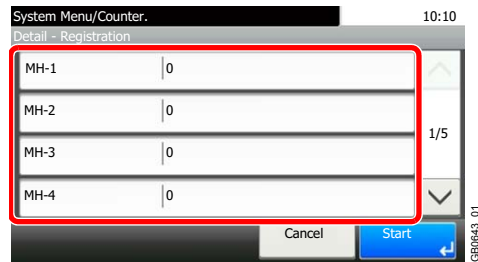 System Menu/Counter. 10:10
Detail - Registration
MH-1 0
MH-2 0
1/5
MH-3 0
MH-4 0
Cancel Start
GB0643_01